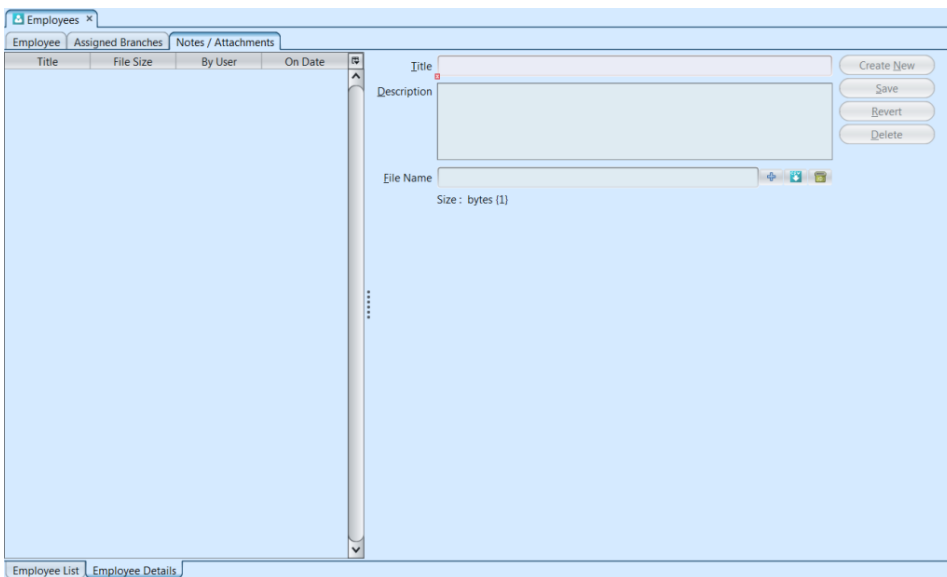 Employees ×
Employee Assigned Branches Notes / Attachments
Title File Size By User On Date
Title
Create New
Description
Save
Revert
Delete
File Name
Size : bytes {1}
Employee List Employee Details